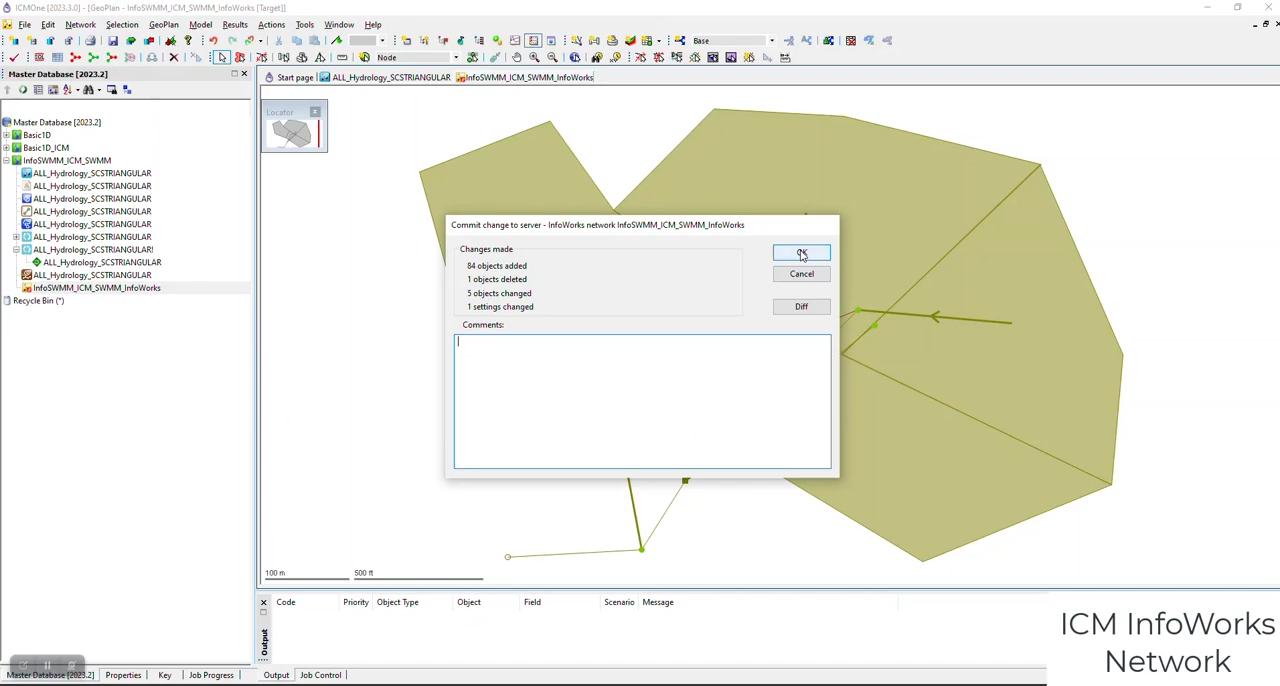 ICMOne [2023.3.0] - [GeoPlan - InfoSWMM_ICM_SWMM_InfoWorks [Target]]
File Edit Network Selection GeoPlan Model Results Actions Tools Window Help
Base
Node
Master Database [2023.2]
Start page ALL_Hydrology_SCSTRIANGULAR InfoSWMM_ICM_SWMM_InfoWorks
Locator
Master Database [2023.2]
Basic1D
Basic1D_ICM
InfoSWMM_ICM_SWMM
ALL_Hydrology_SCSTRIANGULAR
ALL_Hydrology_SCSTRIANGULAR
ALL_Hydrology_SCSTRIANGULAR
ALL_Hydrology_SCSTRIANGULAR
ALL_Hydrology_SCSTRIANGULAR
ALL_Hydrology_SCSTRIANGULAR
ALL_Hydrology_SCSTRIANGULAR!
ALL_Hydrology_SCSTRIANGULAR
ALL_Hydrology_SCSTRIANGULAR
InfoSWMM_ICM_SWMM_InfoWorks
Recycle Bin (*)
Commit change to server - InfoWorks network InfoSWMM_ICM_SWMM_InfoWorks
Changes made
84 objects added
1 objects deleted
5 objects changed
1 settings changed
OK
Cancel
Diff
Comments:
100 m 500 ft
Code Priority Object Type Object Field Scenario Message
Output
Master Database [2023.2] Properties Key Job Progress Output Job Control
ICM InfoWorks
Network